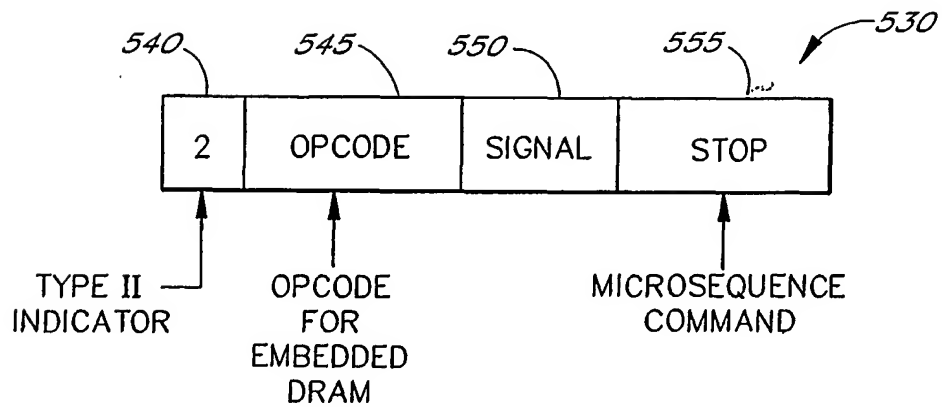 540 545 550 555 530
2 OPCODE SIGNAL STOP
TYPE II
INDICATOR
OPCODE
FOR
EMBEDDED
DRAM
MICROSEQUENCE
COMMAND